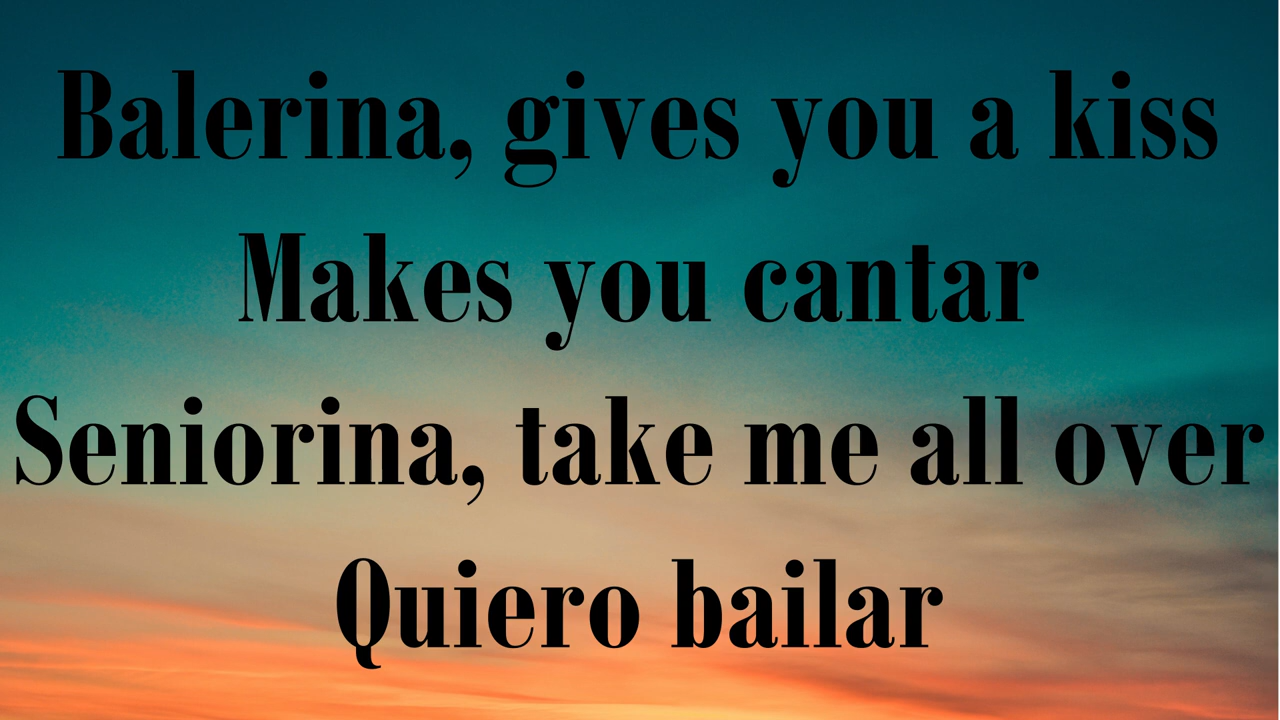 Balerina, gives you a kiss
Makes you cantar
Seniorina, take me all over
Quiero bailar